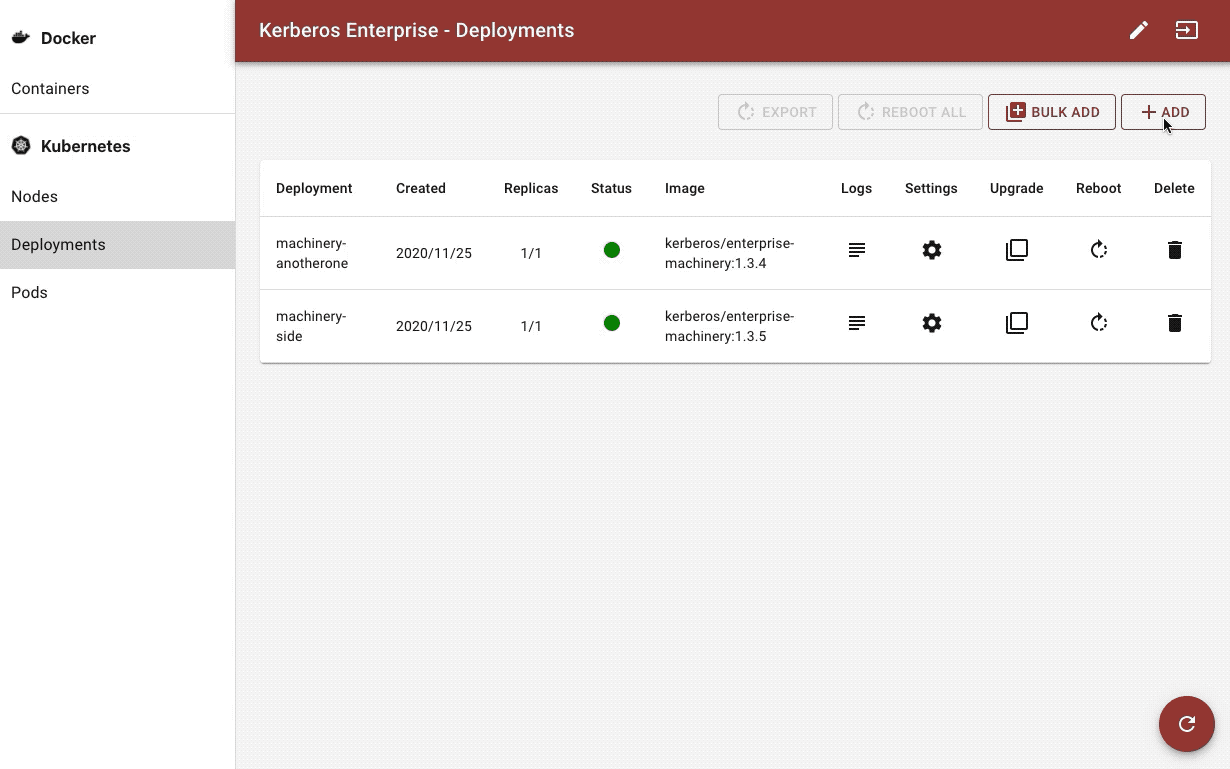 Docker
Containers
Kubernetes
Nodes
Deployments
Pods
Kerberos Enterprise - Deployments
EXPORT REBOOT ALL BULK ADD ADD
Deployment Created Replicas Status Image Logs Settings Upgrade Reboot Delete
machinery-
anotherone
2020/11/25
1/1
kerberos/enterprise-
machinery:1.3.4
machinery-
side
2020/11/25
1/1
kerberos/enterprise-
machinery:1.3.5